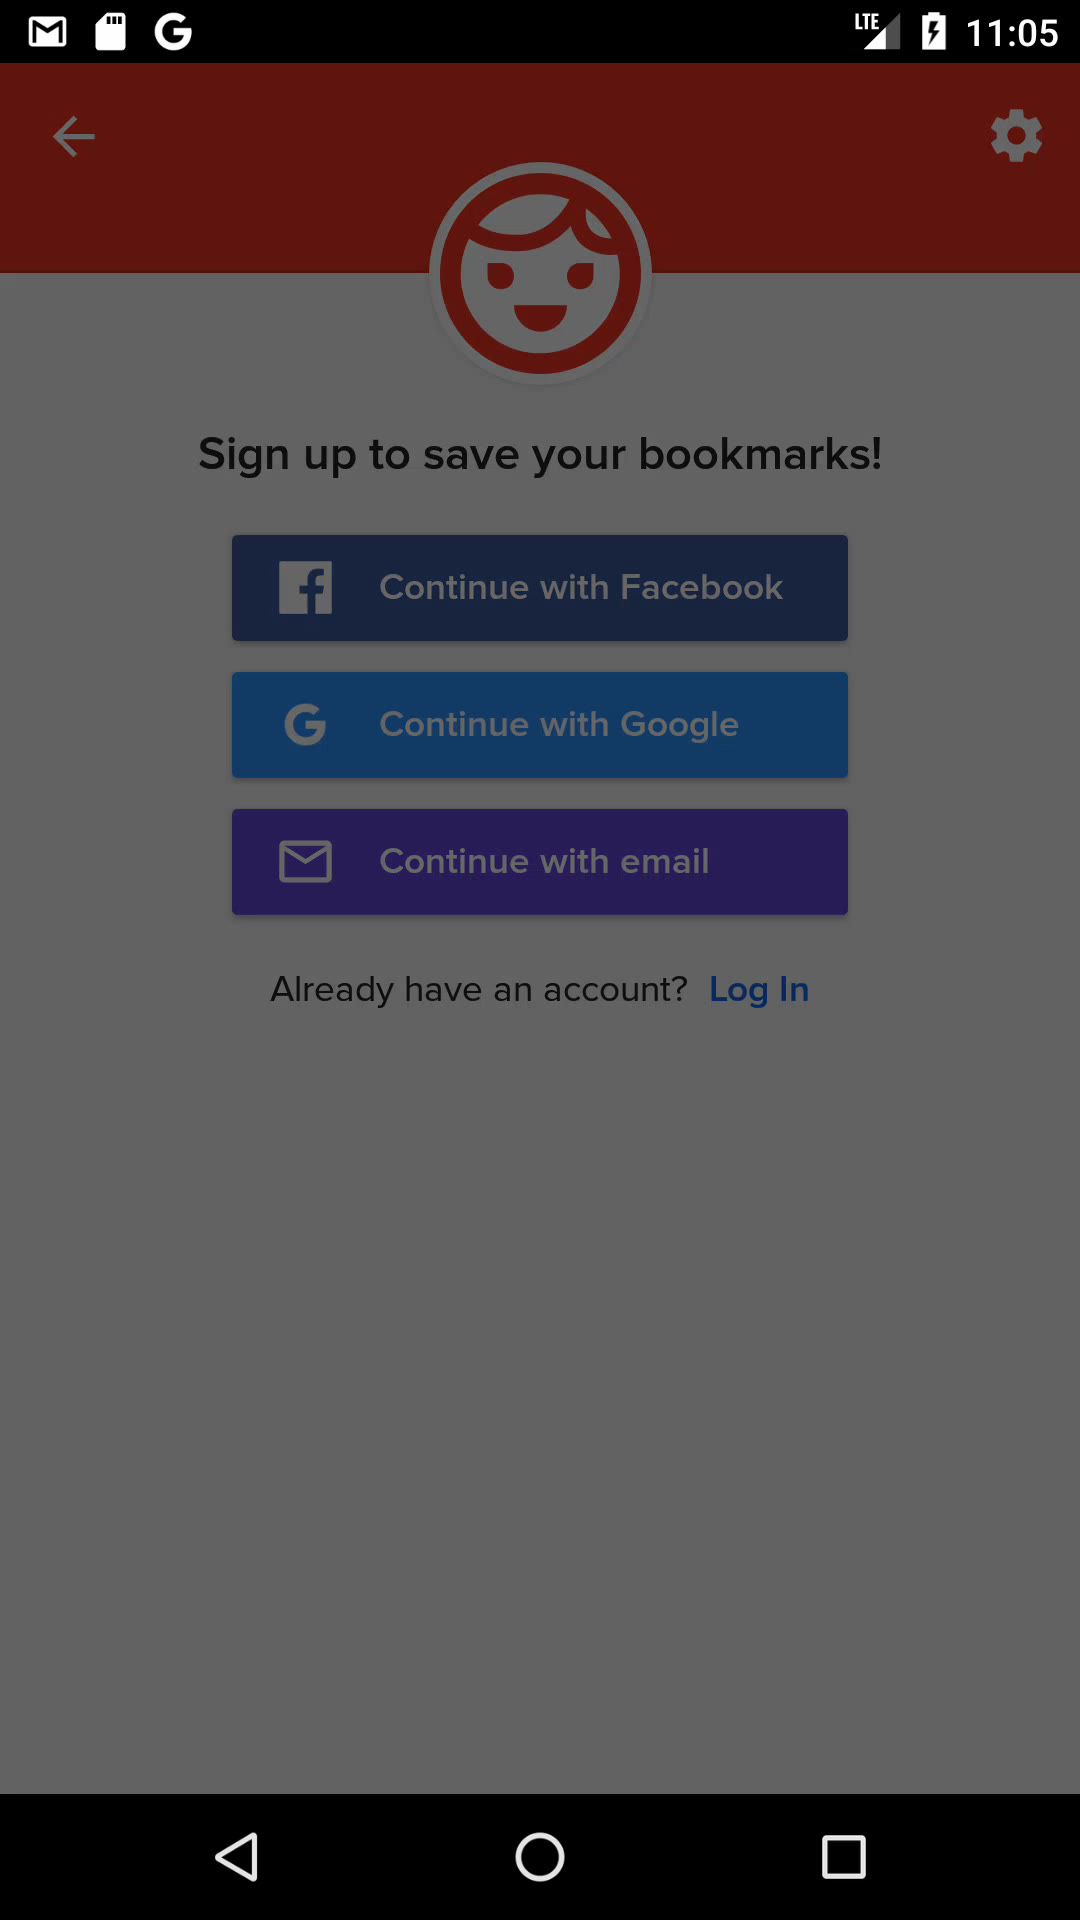 LTE 11:05
Sign up to save your bookmarks!
Continue with Facebook
Continue with Google
Continue with email
Already have an account? Log In